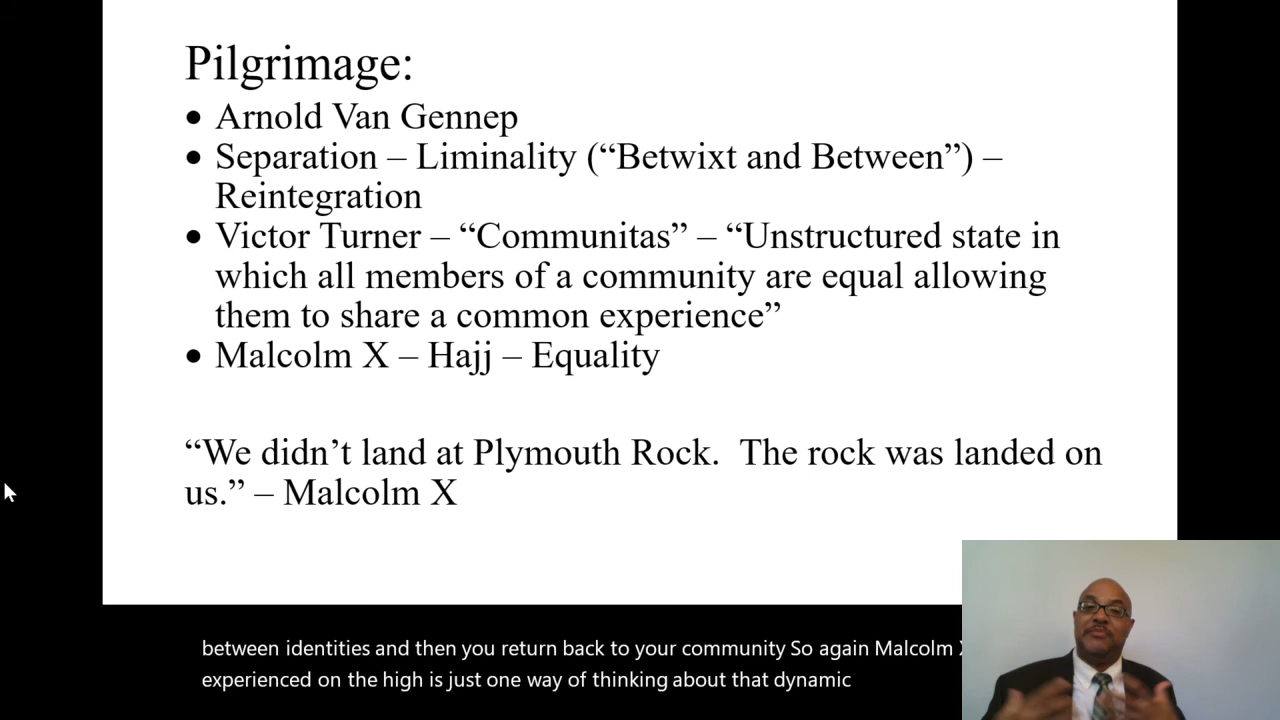 Pilgrimage:
• Arnold Van Gennep
• Separation – Liminality (“Betwixt and Between”) –
Reintegration
• Victor Turner – “Communitas” – “Unstructured state in
which all members of a community are equal allowing
them to share a common experience”
• Malcolm X – Hajj – Equality
“We didn’t land at Plymouth Rock.  The rock was landed on
us.” – Malcolm X
between identities and then you return back to your community So again Malcolm X
experienced on the high is just one way of thinking about that dynamic